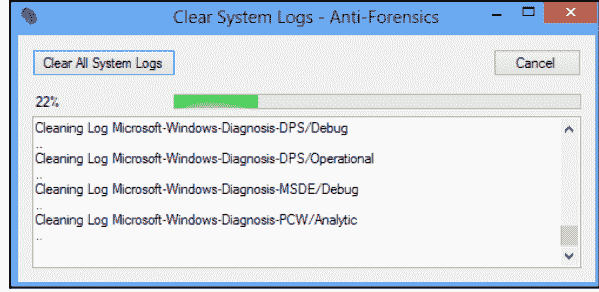 Clear System Logs - Anti-Forensics
Clear All System Logs
Cancel
22%
Cleaning Log Microsoft-Windows-Diagnosis-DPS/Debug
..
Cleaning Log Microsoft-Windows-Diagnosis-DPS/Operational
..
Cleaning Log Microsoft-Windows-Diagnosis-MSDE/Debug
..
Cleaning Log Microsoft-Windows-Diagnosis-PCW/Analytic
..